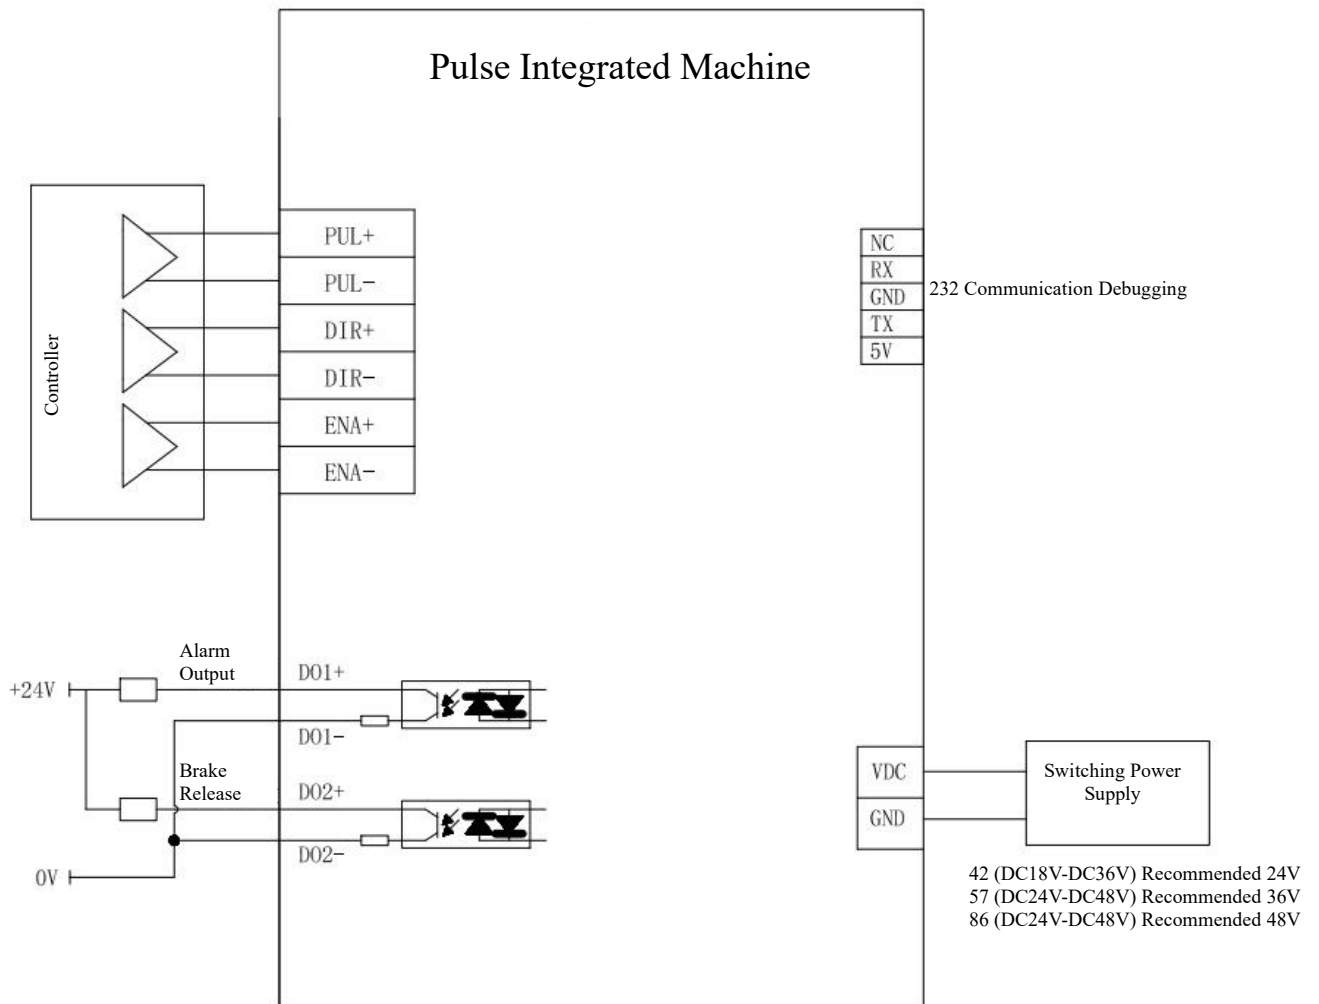 Pulse Integrated Machine
Controller
PUL+
PUL-
DIR+
DIR-
ENA+
ENA-
NC
RX
GND
TX
5V
232 Communication Debugging
Alarm
Output
+24V
DO1+
DO1-
Brake
Release
DO2+
DO2-
0V
VDC
GND
Switching Power
Supply
42 (DC18V-DC36V) Recommended 24V
57 (DC24V-DC48V) Recommended 36V
86 (DC24V-DC48V) Recommended 48V